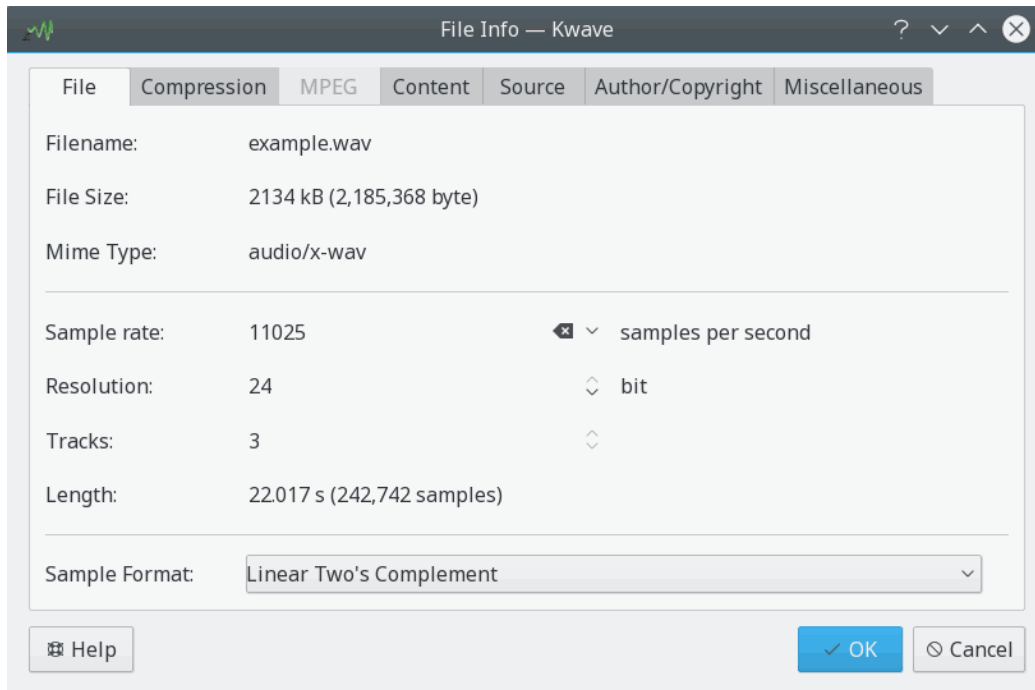 File Info — Kwave
File Compression MPEG Content Source Author/Copyright Miscellaneous
Filename: example.wav
File Size: 2134 kB (2,185,368 byte)
Mime Type: audio/x-wav
Sample rate: 11025 samples per second
Resolution: 24 bit
Tracks: 3
Length: 22.017 s (242,742 samples)
Sample Format: Linear Two's Complement
Help OK Cancel